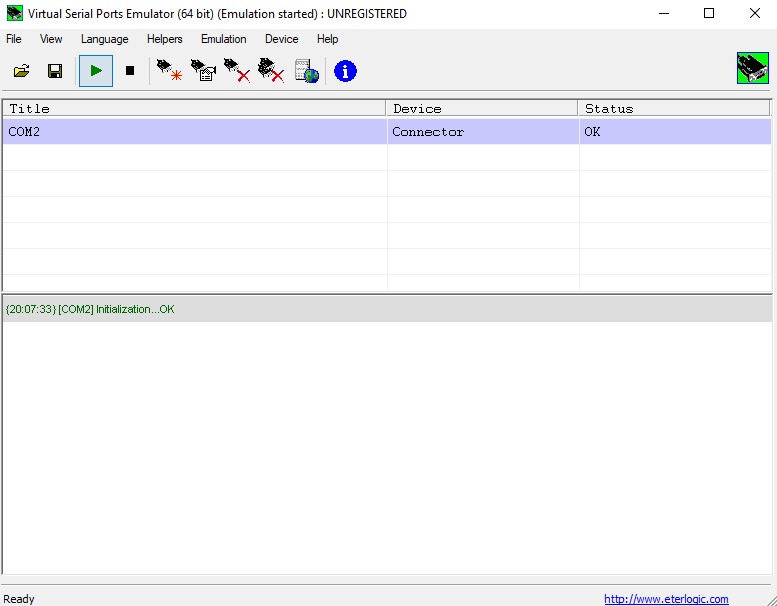 Virtual Serial Ports Emulator (64 bit) (Emulation started) : UNREGISTERED
File View Language Helpers Emulation Device Help
Title Device Status
COM2 Connector OK
{20:07:33} [COM2] Initialization...OK
Ready http://www.eterlogic.com